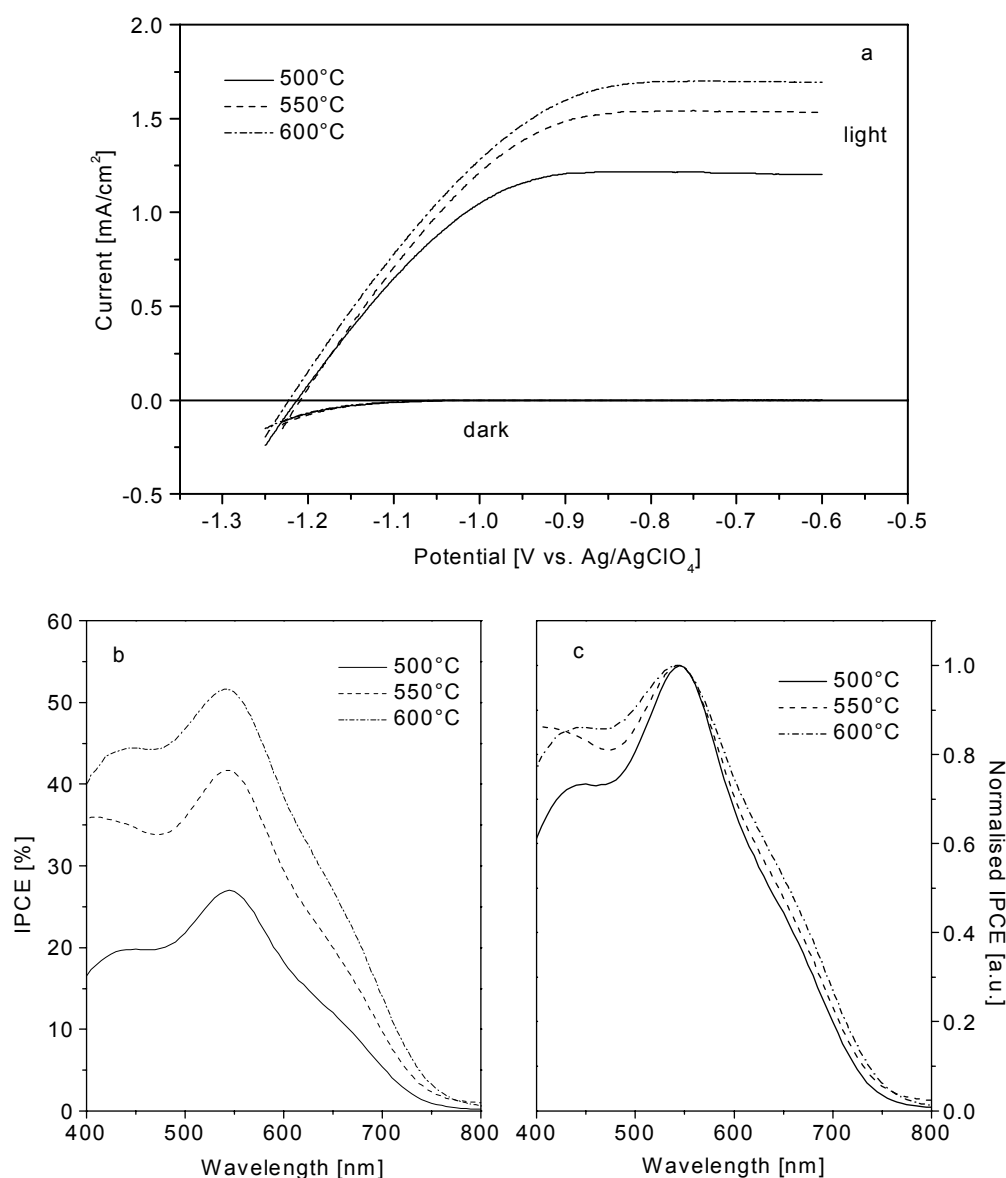 2.0
1.5
1.0
0.5
0.0
-0.5
Current [mA/cm²]
500°C
550°C
600°C
a
light
dark
-1.3 -1.2 -1.1 -1.0 -0.9 -0.8 -0.7 -0.6 -0.5
Potential [V vs. Ag/AgClO₄]
60
50
40
30
20
10
0
IPCE [%]
b
500°C
550°C
600°C
400 500 600 700 800
Wavelength [nm]
c
500°C
550°C
600°C
1.0
0.8
0.6
0.4
0.2
0.0
Normalised IPCE [a.u.]
400 500 600 700 800
Wavelength [nm]